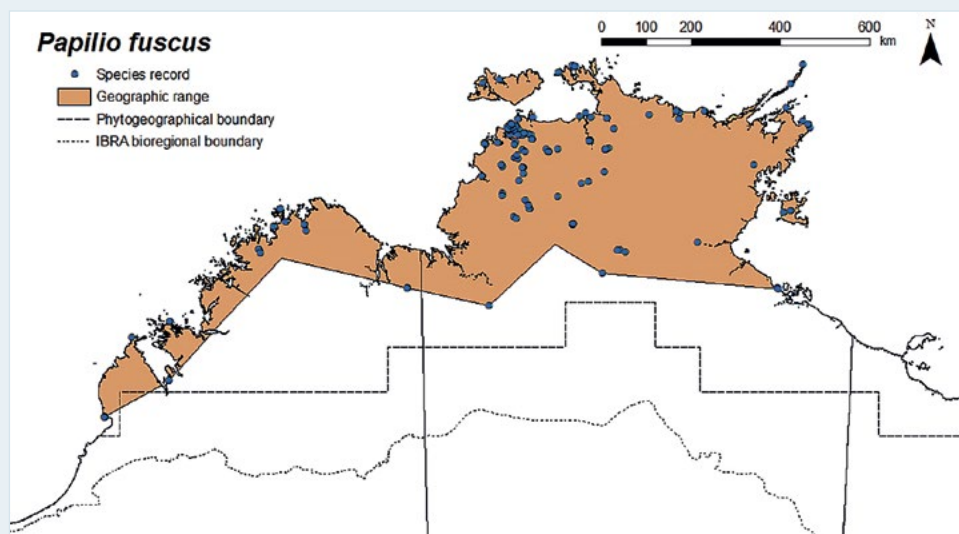 Papilio fuscus
Species record
Geographic range
Phytogeographical boundary
IBRA bioregional boundary
0 100 200 400 600
km
N